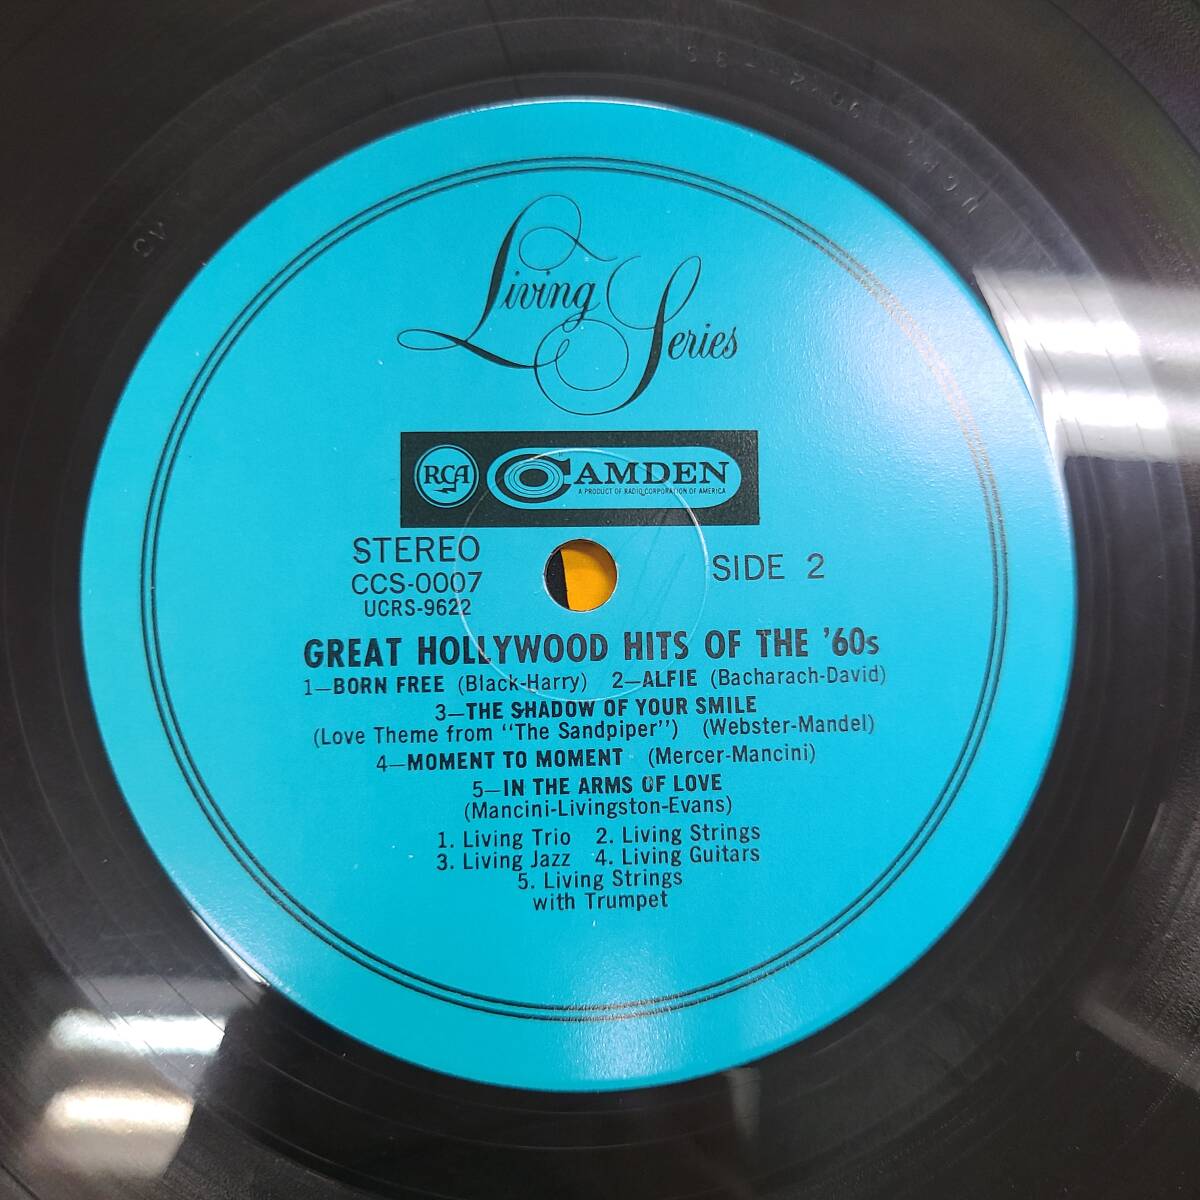 Living Series
RCA CAMDEN
A PRODUCT OF RADIO CORPORATION OF AMERICA
STEREO
CCS-0007
UCRS-9622
SIDE 2
GREAT HOLLYWOOD HITS OF THE '60s
1—BORN FREE (Black-Harry) 2—ALFIE (Bacharach-David)
3—THE SHADOW OF YOUR SMILE
(Love Theme from "The Sandpiper") (Webster-Mandel)
4—MOMENT TO MOMENT (Mercer-Mancini)
5—IN THE ARMS OF LOVE
(Mancini-Livingston-Evans)
1. Living Trio 2. Living Strings
3. Living Jazz 4. Living Guitars
5. Living Strings
with Trumpet